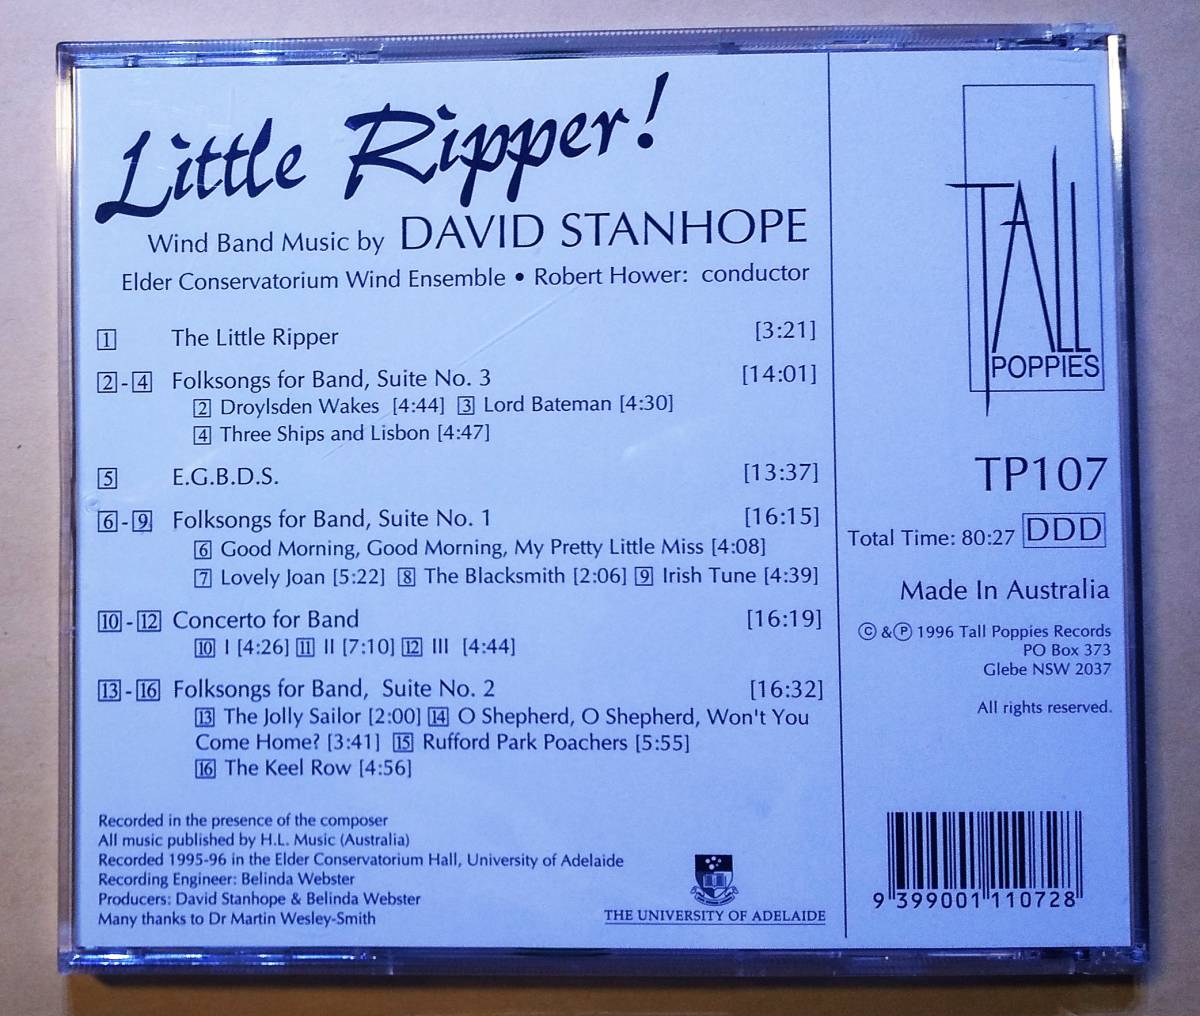 Little Ripper!
Wind Band Music by DAVID STANHOPE
Elder Conservatorium Wind Ensemble • Robert Hower: conductor
1 The Little Ripper [3:21]
2 - 4 Folksongs for Band, Suite No. 3 [14:01]
2 Droylsden Wakes [4:44] 3 Lord Bateman [4:30]
4 Three Ships and Lisbon [4:47]
5 E.G.B.D.S. [13:37]
6 - 9 Folksongs for Band, Suite No. 1 [16:15]
6 Good Morning, Good Morning, My Pretty Little Miss [4:08]
7 Lovely Joan [5:22] 8 The Blacksmith [2:06] 9 Irish Tune [4:39]
10 - 12 Concerto for Band [16:19]
10 I [4:26] 11 II [7:10] 12 III [4:44]
13 - 16 Folksongs for Band, Suite No. 2 [16:32]
13 The Jolly Sailor [2:00] 14 O Shepherd, O Shepherd, Won't You
Come Home? [3:41] 15 Rufford Park Poachers [5:55]
16 The Keel Row [4:56]
Recorded in the presence of the composer
All music published by H.L. Music (Australia)
Recorded 1995-96 in the Elder Conservatorium Hall, University of Adelaide
Recording Engineer: Belinda Webster
Producers: David Stanhope & Belinda Webster
Many thanks to Dr Martin Wesley-Smith
THE UNIVERSITY OF ADELAIDE
TALL
POPPIES
TP107
Total Time: 80:27 DDD
Made In Australia
© & ℗ 1996 Tall Poppies Records
PO Box 373
Glebe NSW 2037
All rights reserved.
9 399001 110728